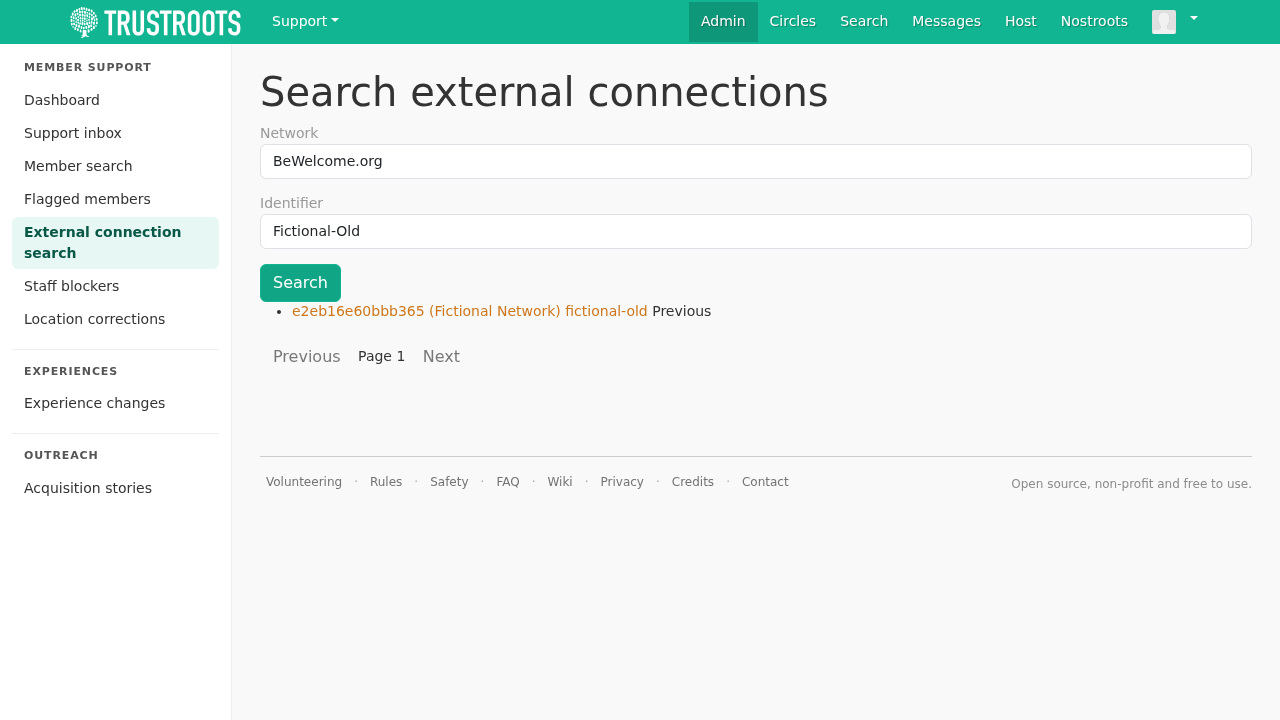 TRUSTROOTS
Support
Admin
Circles
Search
Messages
Host
Nostroots
MEMBER SUPPORT
Dashboard
Support inbox
Member search
Flagged members
External connection
search
Staff blockers
Location corrections
EXPERIENCES
Experience changes
OUTREACH
Acquisition stories
Search external connections
Network
BeWelcome.org
Identifier
Fictional-Old
Search
• e2eb16e60bbb365 (Fictional Network) fictional-old Previous
Previous Page 1 Next
Volunteering · Rules · Safety · FAQ · Wiki · Privacy · Credits · Contact
Open source, non-profit and free to use.